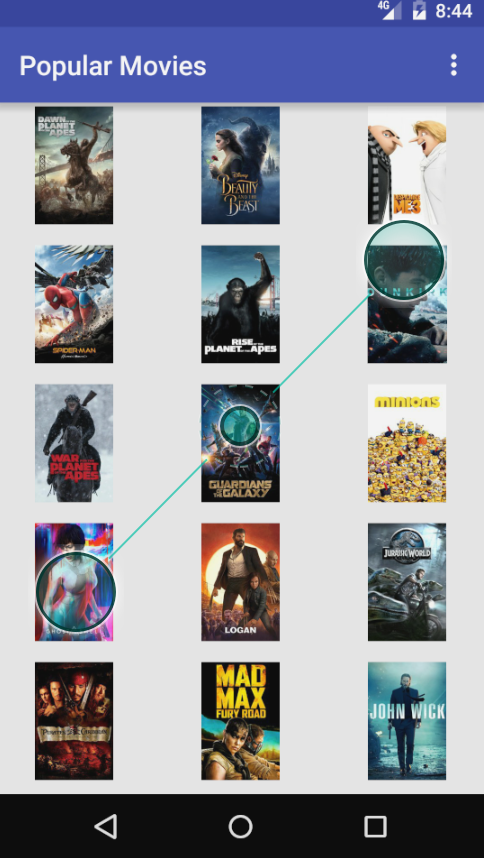 4G 8:44
Popular Movies
DAWN OF THE
PLANET OF THE
APES
Disney
BEAUTY
AND THE
BEAST
ME 3
SPIDER-MAN
RISE OF THE
PLANET OF THE APES
WAR FOR THE
PLANET OF THE
APES
GUARDIANS
OF THE
GALAXY
MINIONS
LOGAN
JURASSIC WORLD
PIRATES OF THE CARIBBEAN
MAD
MAX
FURY ROAD
JOHN WICK